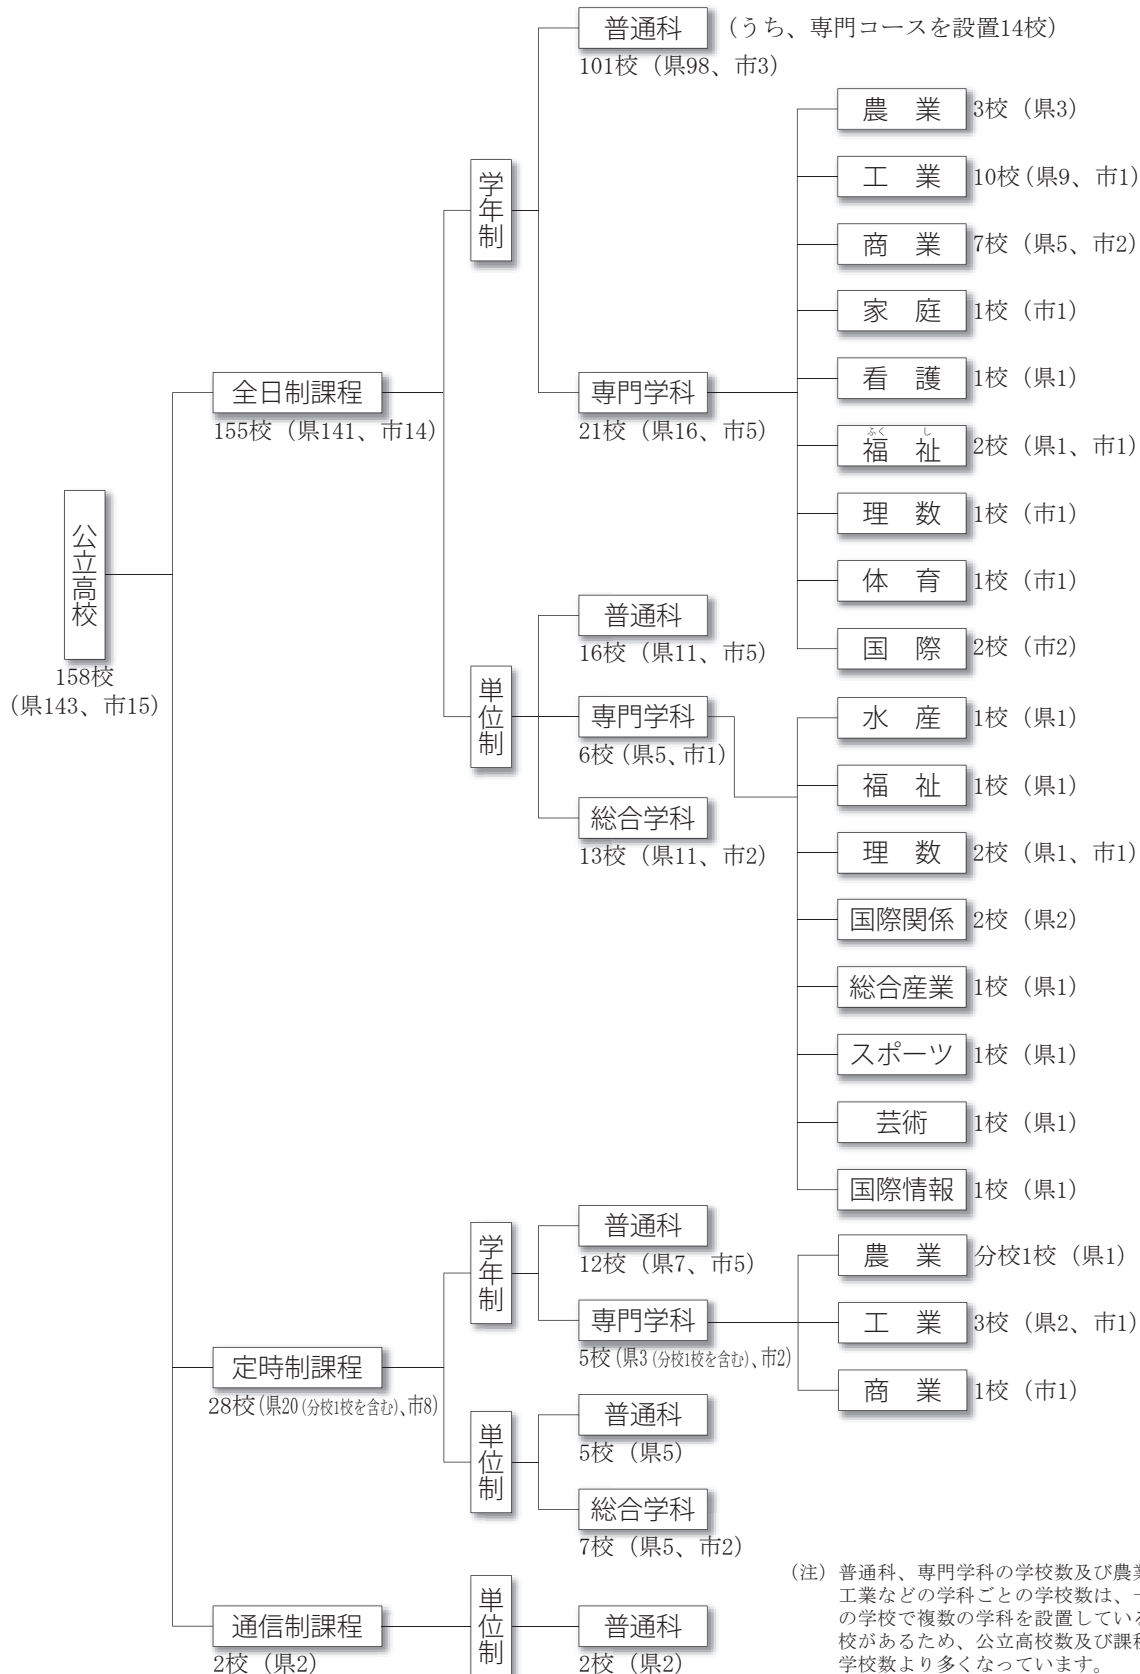 公立高校
158校
(県143、市15)
全日制課程
155校（県141、市14）
学年制
普通科
（うち、専門コースを設置14校）
101校（県98、市3）
専門学科
21校（県16、市5）
農　業
3校（県3）
工　業
10校（県9、市1）
商　業
7校（県5、市2）
家　庭
1校（市1）
看　護
1校（県1）
ふく　し
福　祉
2校（県1、市1）
理　数
1校（市1）
体　育
1校（市1）
国　際
2校（市2）
単位制
普通科
16校（県11、市5）
専門学科
6校（県5、市1）
水　産
1校（県1）
福　祉
1校（県1）
理　数
2校（県1、市1）
国際関係
2校（県2）
総合産業
1校（県1）
スポーツ
1校（県1）
芸術
1校（県1）
国際情報
1校（県1）
総合学科
13校（県11、市2）
定時制課程
28校（県20（分校1校を含む）、市8）
学年制
普通科
12校（県7、市5）
専門学科
5校（県3（分校1校を含む）、市2）
農　業
分校1校（県1）
工　業
3校（県2、市1）
商　業
1校（市1）
単位制
普通科
5校（県5）
総合学科
7校（県5、市2）
通信制課程
2校（県2）
単位制
普通科
2校（県2）
（注）普通科、専門学科の学校数及び農業
工業などの学科ごとの学校数は、一
の学校で複数の学科を設置している
校があるため、公立高校数及び課程
学校数より多くなっています。